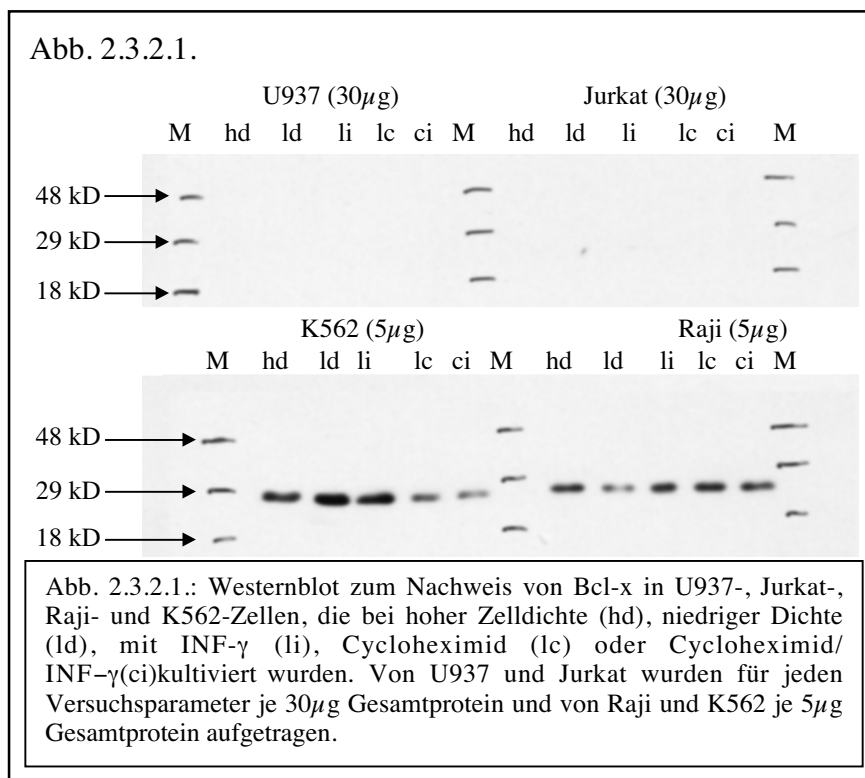 Abb. 2.3.2.1.
U937 (30µg) Jurkat (30µg)
M hd ld li lc ci M hd ld li lc ci M
48 kD
29 kD
18 kD
K562 (5µg) Raji (5µg)
M hd ld li lc ci M hd ld li lc ci M
48 kD
29 kD
18 kD
Abb. 2.3.2.1.: Westernblot zum Nachweis von Bcl-x in U937-, Jurkat-,
Raji- und K562-Zellen, die bei hoher Zelldichte (hd), niedriger Dichte
(ld), mit INF-γ (li), Cycloheximid (lc) oder Cycloheximid/
INF−γ(ci)kultiviert wurden. Von U937 und Jurkat wurden für jeden
Versuchsparameter je 30µg Gesamtprotein und von Raji und K562 je 5µg
Gesamtprotein aufgetragen.